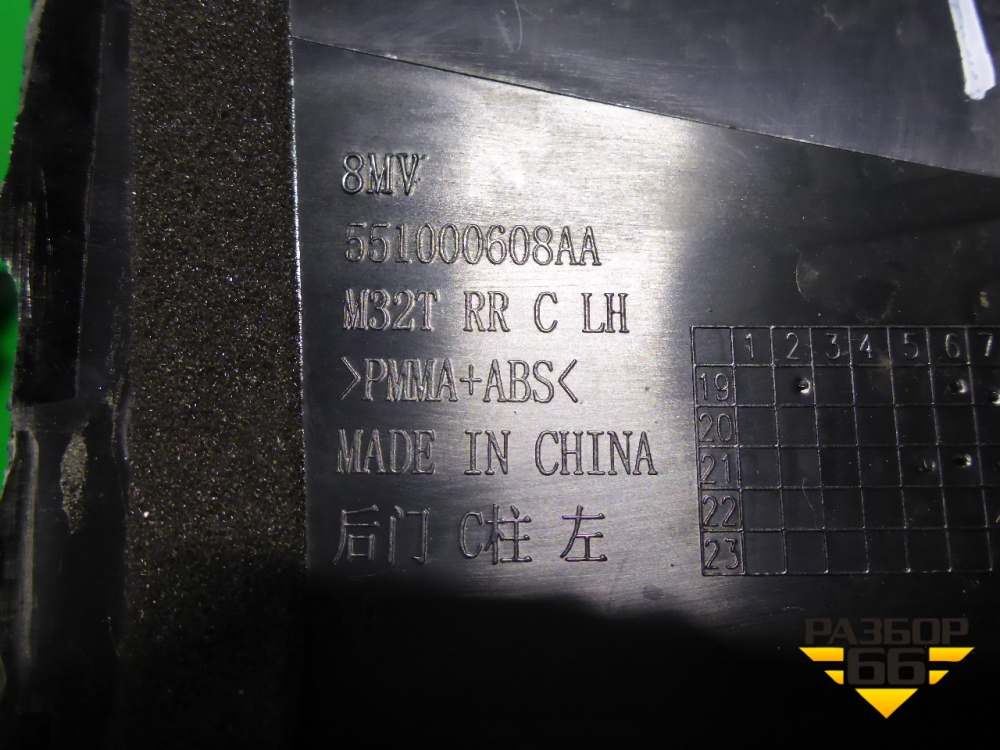 8MV
551000608AA
M32T RR C LH
>PMMA+ABS<
MADE IN CHINA
后门 C柱 左
1 2 3 4 5 6 7
19
20
21
22
23
РАЗБОР
66